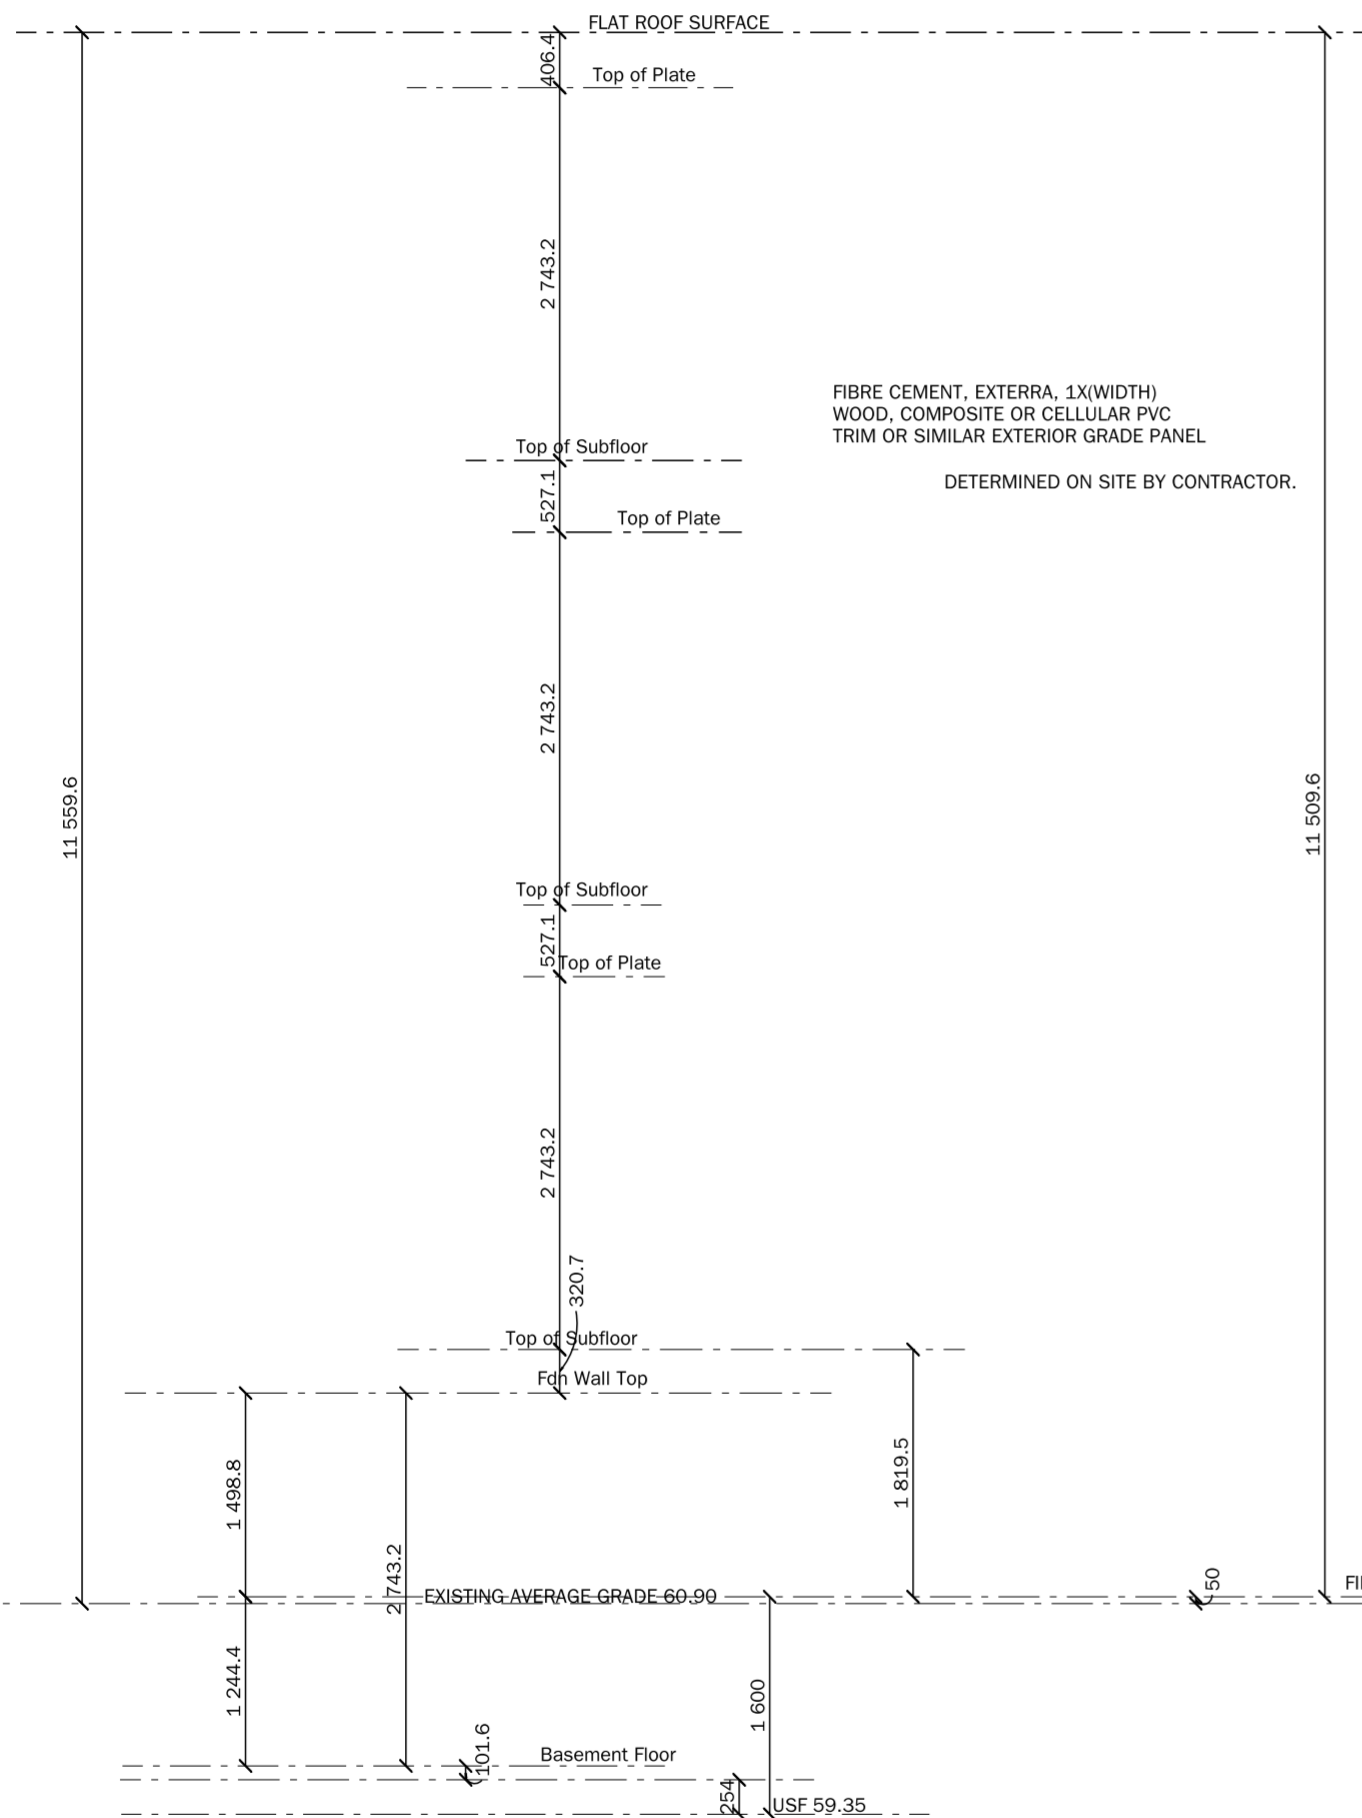 FLAT ROOF SURFACE
406.4
Top of Plate
2 743.2
FIBRE CEMENT, EXTERRA, 1X(WIDTH)
WOOD, COMPOSITE OR CELLULAR PVC
TRIM OR SIMILAR EXTERIOR GRADE PANEL
Top of Subfloor
DETERMINED ON SITE BY CONTRACTOR.
527.1
Top of Plate
2 743.2
11 559.6
11 509.6
Top of Subfloor
527.1
Top of Plate
2 743.2
320.7
Top of Subfloor
Fdn Wall Top
1 498.8
1 819.5
2 743.2
50
EXISTING AVERAGE GRADE 60.90
1 244.4
1 600
101.6
Basement Floor
254
USF 59.35